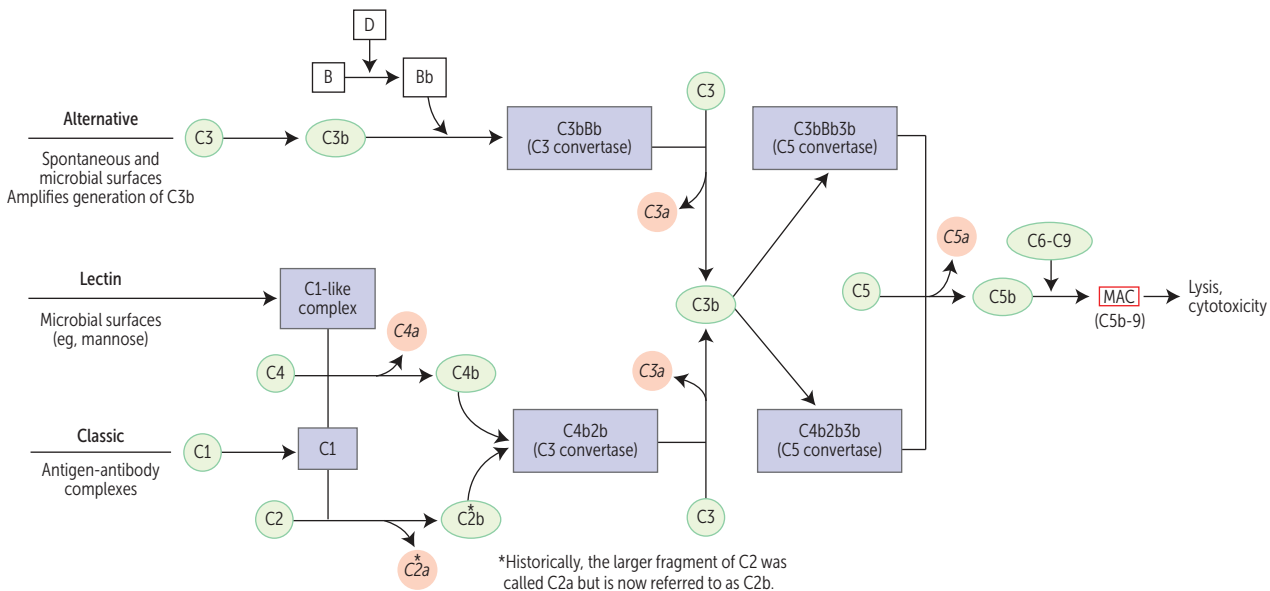 D
B
Bb
Alternative
Spontaneous and
microbial surfaces
Amplifies generation of C3b
C3
C3b
C3bBb
(C3 convertase)
C3
C3a
C3bBb3b
(C5 convertase)
Lectin
Microbial surfaces
(eg, mannose)
C1-like
complex
C4
C4a
C4b
C3b
C5
C5a
C5b
C6-C9
MAC
(C5b-9)
Lysis,
cytotoxicity
Classic
Antigen-antibody
complexes
C1
C1
C2
C2a
*
C2b
*
C4b2b
(C3 convertase)
C3a
C3
C4b2b3b
(C5 convertase)
*Historically, the larger fragment of C2 was
called C2a but is now referred to as C2b.